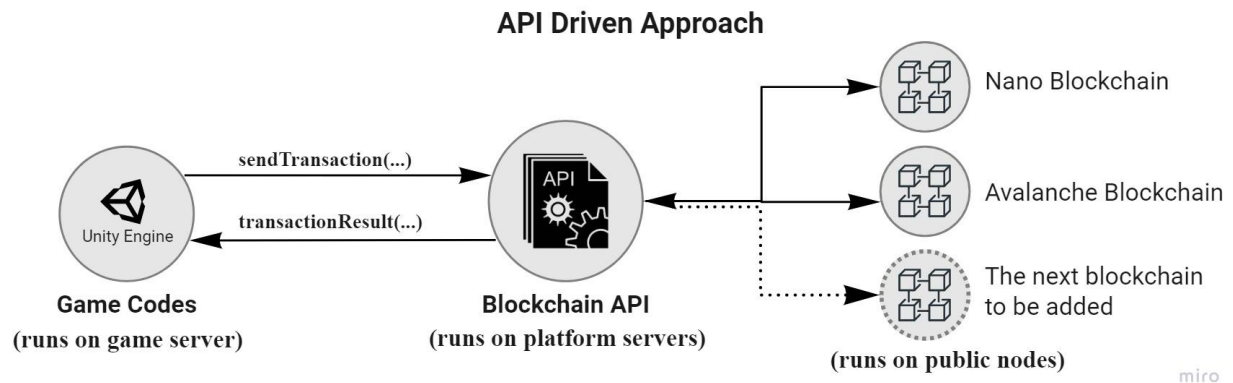 API Driven Approach
Nano Blockchain
sendTransaction(...)
API
Avalanche Blockchain
Unity Engine
transactionResult(...)
The next blockchain
to be added
Game Codes
(runs on game server)
Blockchain API
(runs on platform servers)
(runs on public nodes)
miro